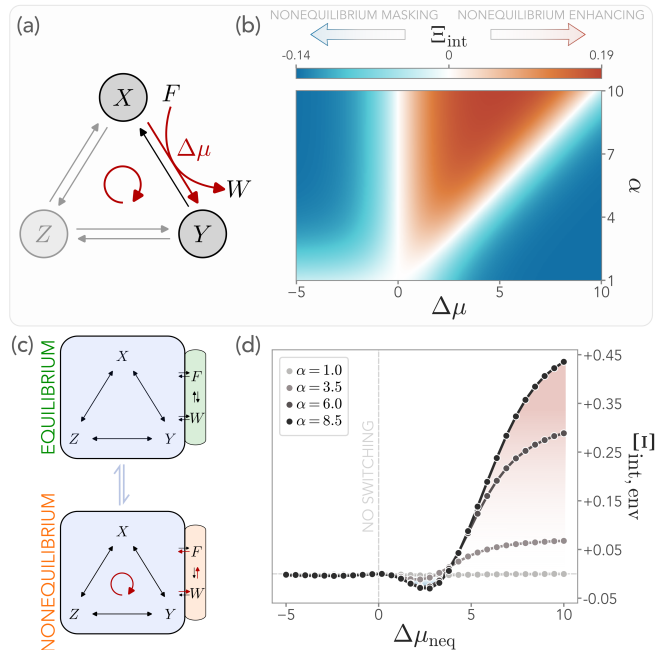 (a)
X
F
Δμ
W
Z
Y
(b)
NONEQUILIBRIUM MASKING
NONEQUILIBRIUM ENHANCING
Ξint
-0.14
0
0.19
10
7
4
1
α
−5
0
5
10
Δμ
(c)
EQUILIBRIUM
X
F
W
Z
Y
NONEQUILIBRIUM
X
F
W
Z
Y
(d)
α = 1.0
α = 3.5
α = 6.0
α = 8.5
NO SWITCHING
+0.45
+0.35
+0.25
+0.15
+0.05
-0.05
Ξint, env
−5
0
5
10
Δμneq